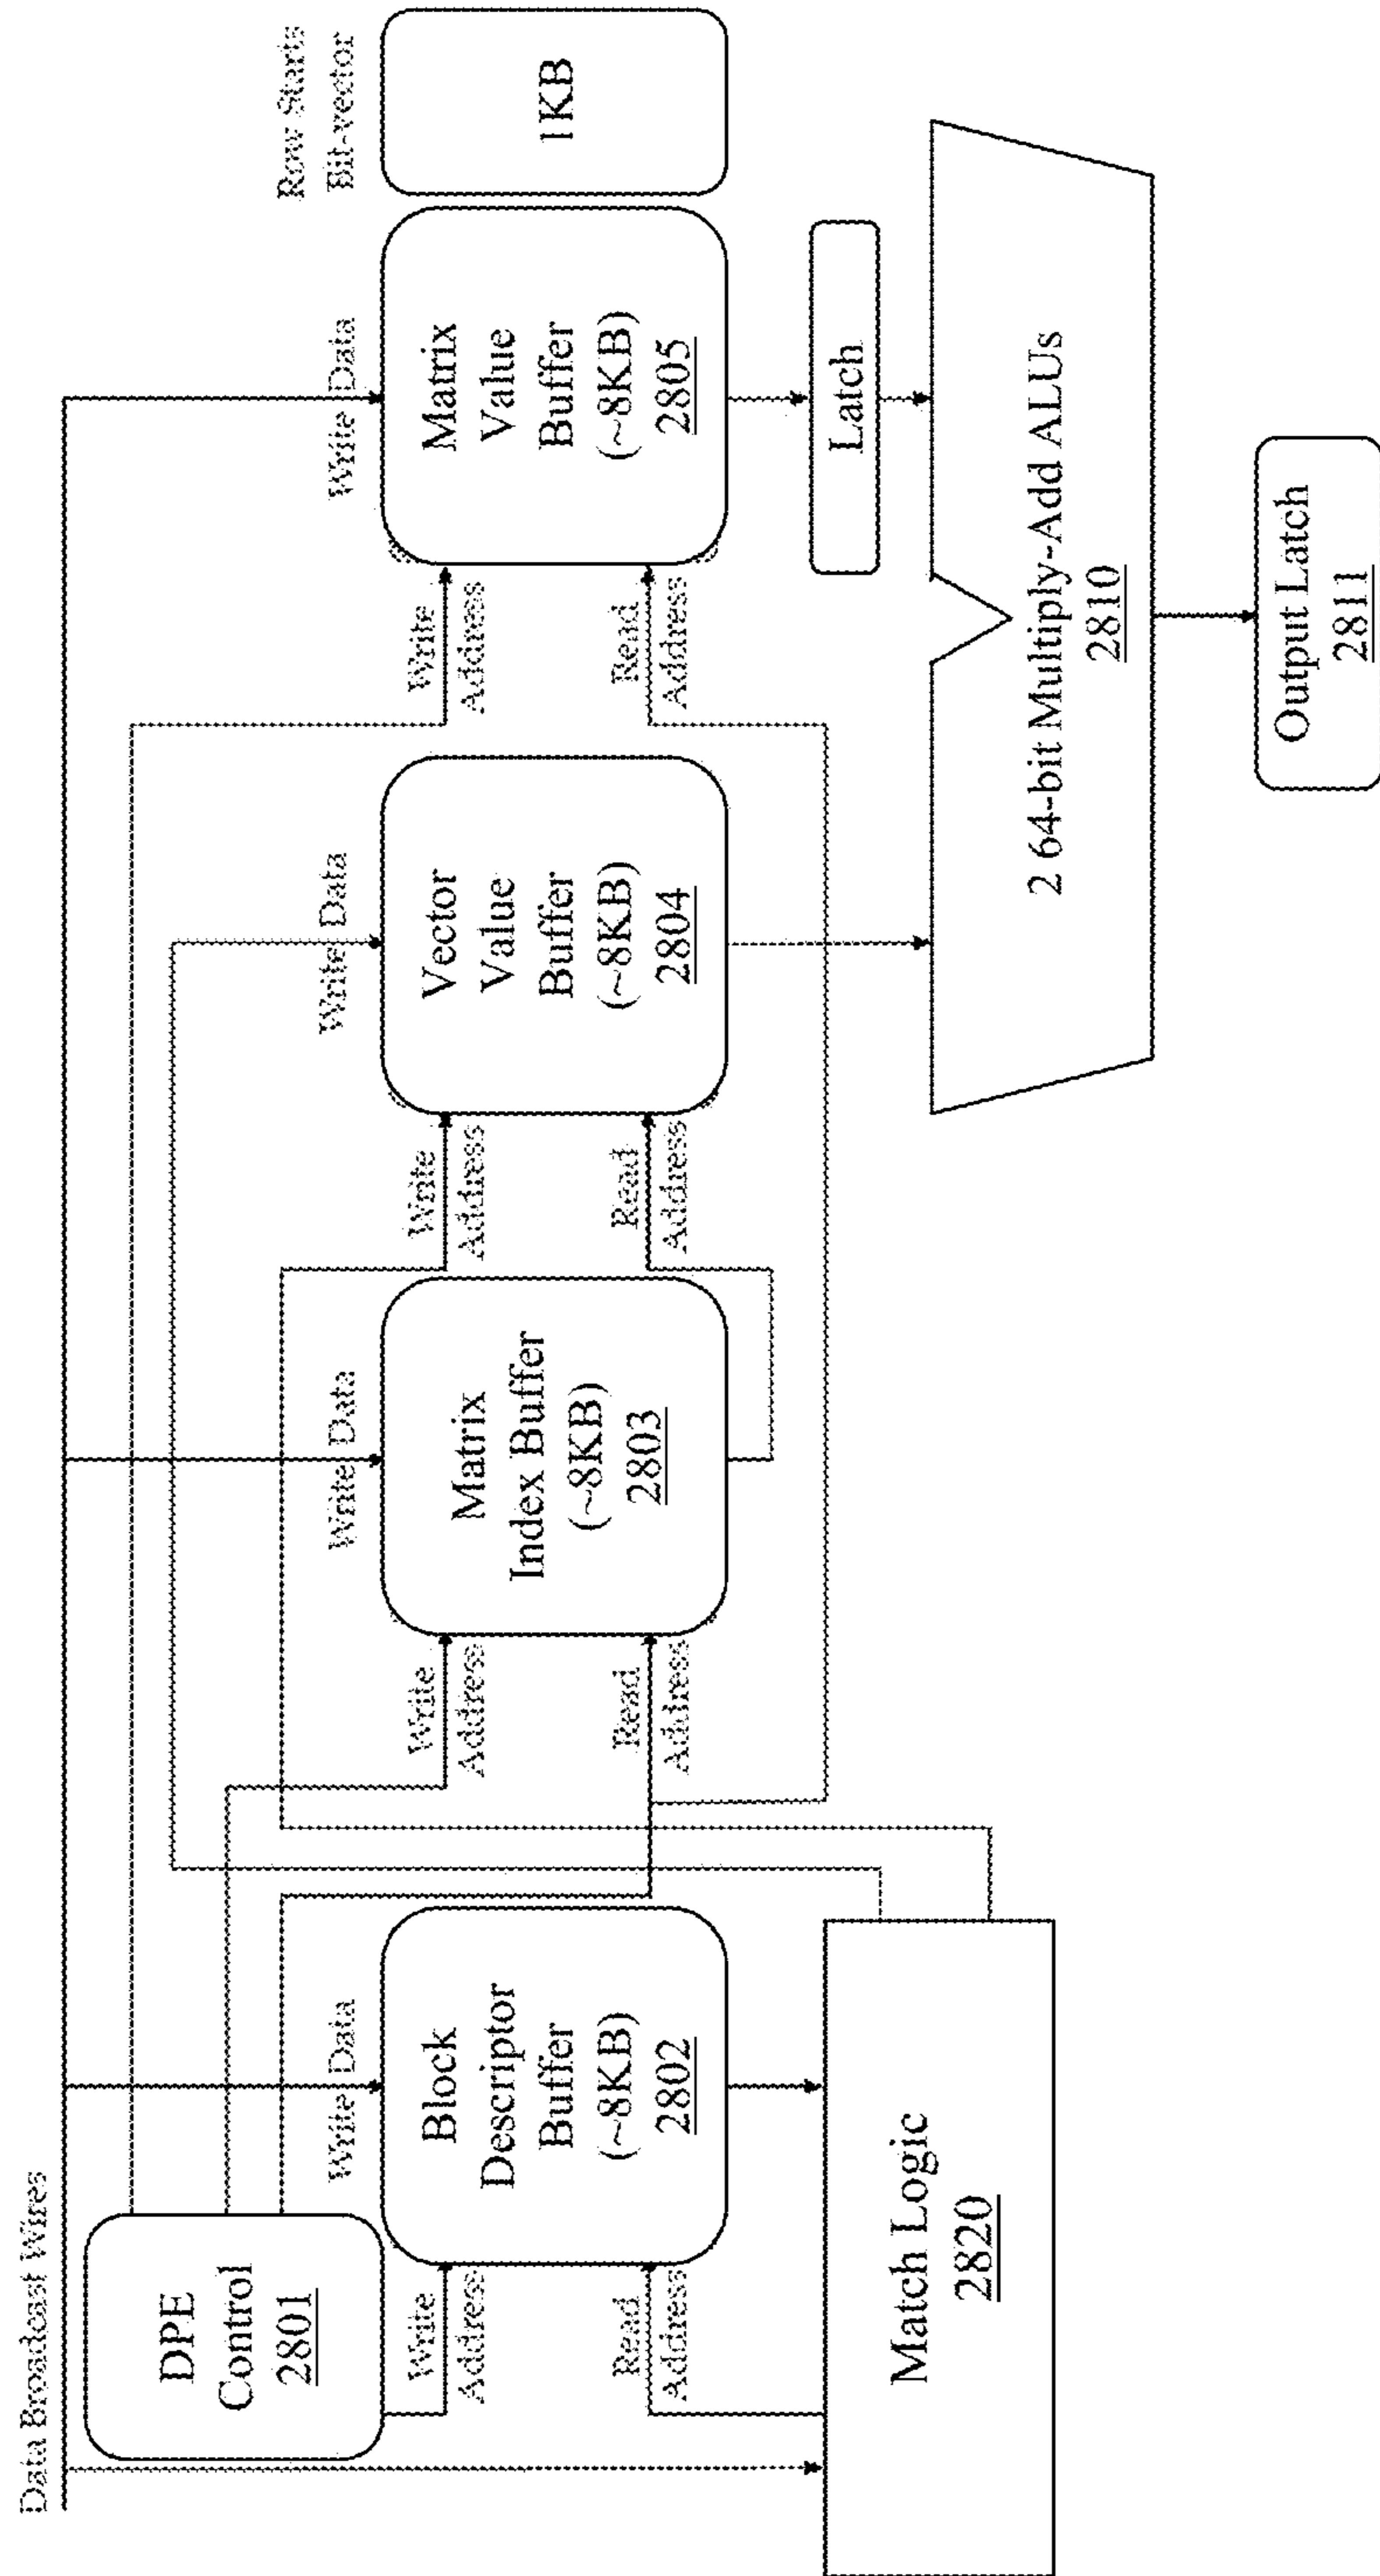 Data Broadcast Wires
DPE
Control
2801
Write
Address
Read
Address
Write Data
Block
Descriptor
Buffer
(~8KB)
2802
Match Logic
2820
Write
Address
Read
Address
Write Data
Matrix
Index Buffer
(~8KB)
2803
Write
Address
Read
Address
Write Data
Vector
Value
Buffer
(~8KB)
2804
Write
Address
Read
Address
Write Data
Matrix
Value
Buffer
(~8KB)
2805
Row Starts
Bit-vector
1KB
Latch
2 64-bit Multiply-Add ALUs
2810
Output Latch
2811